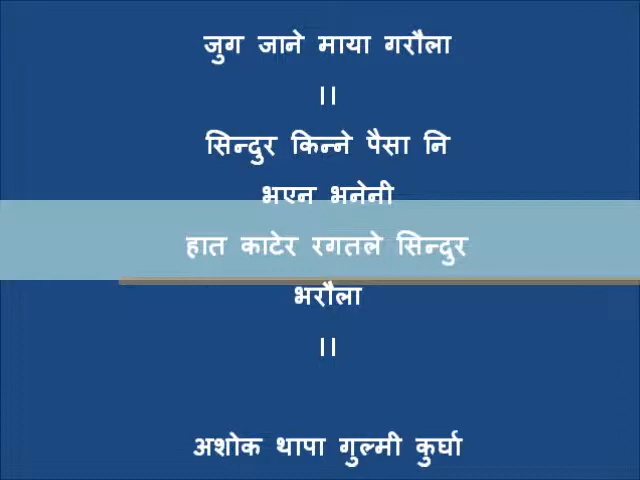 जुग जाने माया गरौला
।।
सिन्दुर किन्ने पैसा नि
भएन भनेनी
हात काटेर रगतले सिन्दुर
भरौला
।।
अशोक थापा गुल्मी कुर्घा